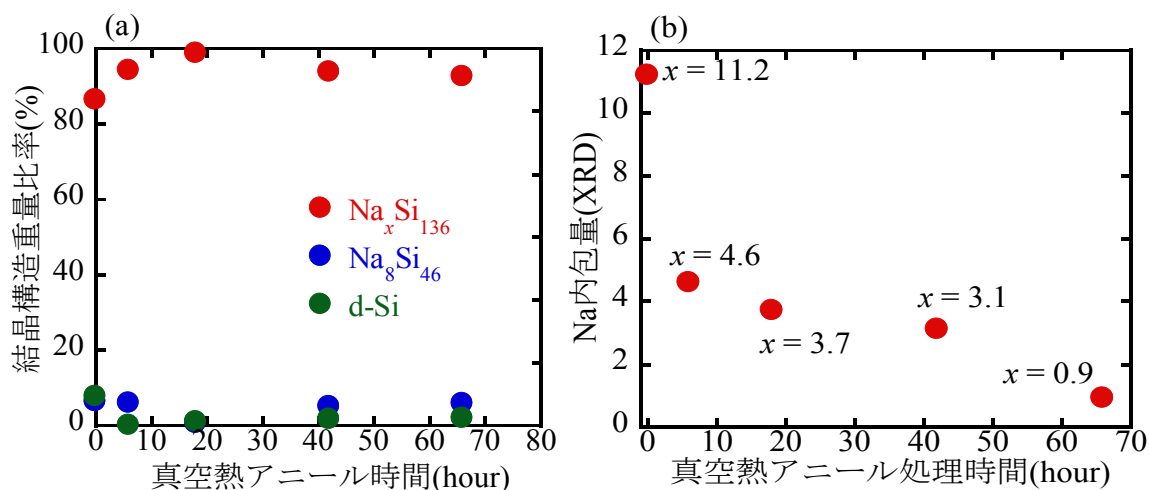 (a)
100
80
60
40
20
0
結晶構造重量比率(%)
NaxSi136
Na8Si46
d-Si
0 10 20 30 40 50 60 70 80
真空熱アニール時間(hour)
(b)
12
10
8
6
4
2
0
Na内包量(XRD)
x = 11.2
x = 4.6
x = 3.7
x = 3.1
x = 0.9
0 10 20 30 40 50 60 70
真空熱アニール処理時間(hour)